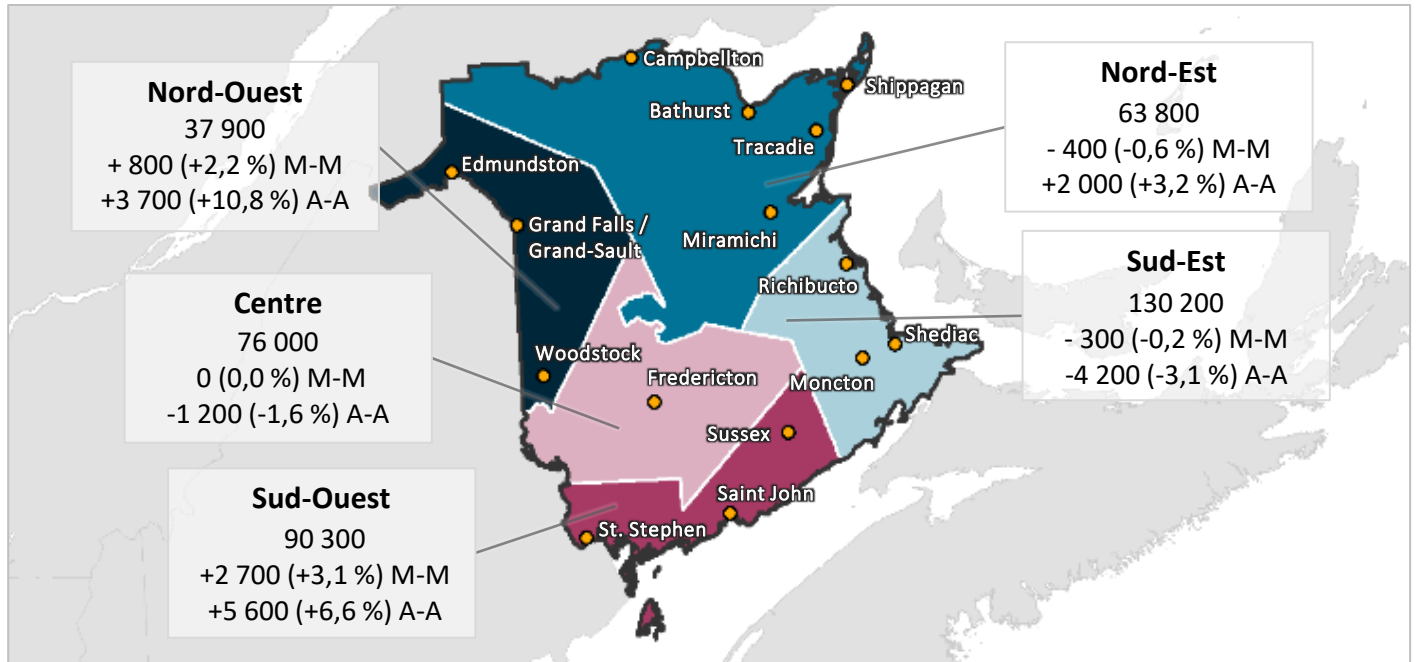 Nord-Ouest
37 900
+ 800 (+2,2 %) M-M
+3 700 (+10,8 %) A-A
Centre
76 000
0 (0,0 %) M-M
-1 200 (-1,6 %) A-A
Sud-Ouest
90 300
+2 700 (+3,1 %) M-M
+5 600 (+6,6 %) A-A
Campbellton
Bathurst
Shippagan
Tracadie
Edmundston
Grand Falls /
Grand-Sault
Miramichi
Richibucto
Shediac
Woodstock
Fredericton
Moncton
Sussex
Saint John
St. Stephen
Nord-Est
63 800
- 400 (-0,6 %) M-M
+2 000 (+3,2 %) A-A
Sud-Est
130 200
- 300 (-0,2 %) M-M
-4 200 (-3,1 %) A-A